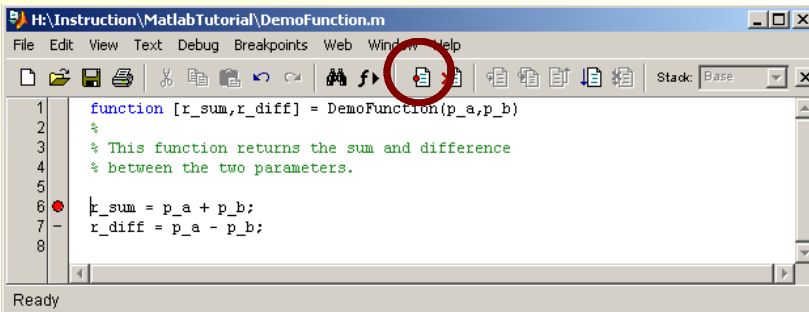 H:\Instruction\MatlabTutorial\DemoFunction.m
File Edit View Text Debug Breakpoints Web Window Help
Stack: Base
1 function [r_sum,r_diff] = DemoFunction(p_a,p_b)
2 %
3 % This function returns the sum and difference
4 % between the two parameters.
5
6 r_sum = p_a + p_b;
7 - r_diff = p_a - p_b;
8
Ready